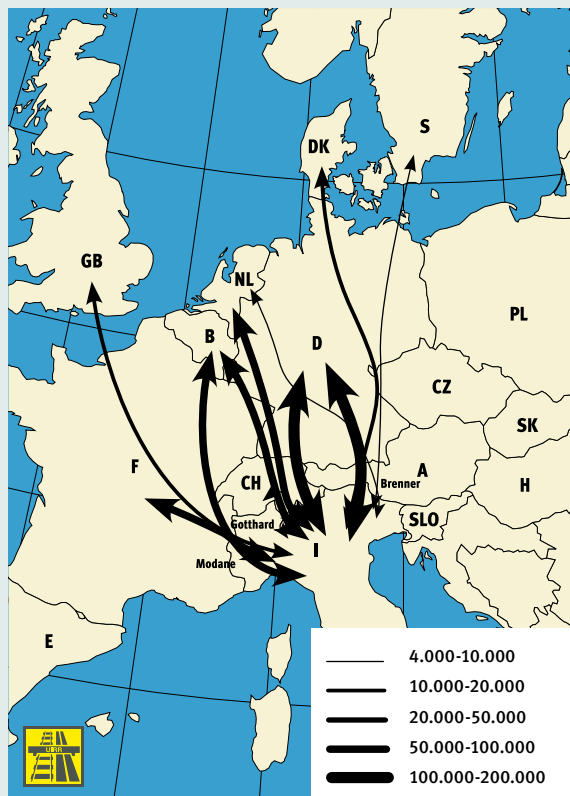 S
DK
GB
NL
PL
B
D
CZ
SK
F
CH
A
H
Brenner
Gotthard
SLO
I
Modane
E
4.000-10.000
10.000-20.000
20.000-50.000
50.000-100.000
100.000-200.000
UIRR